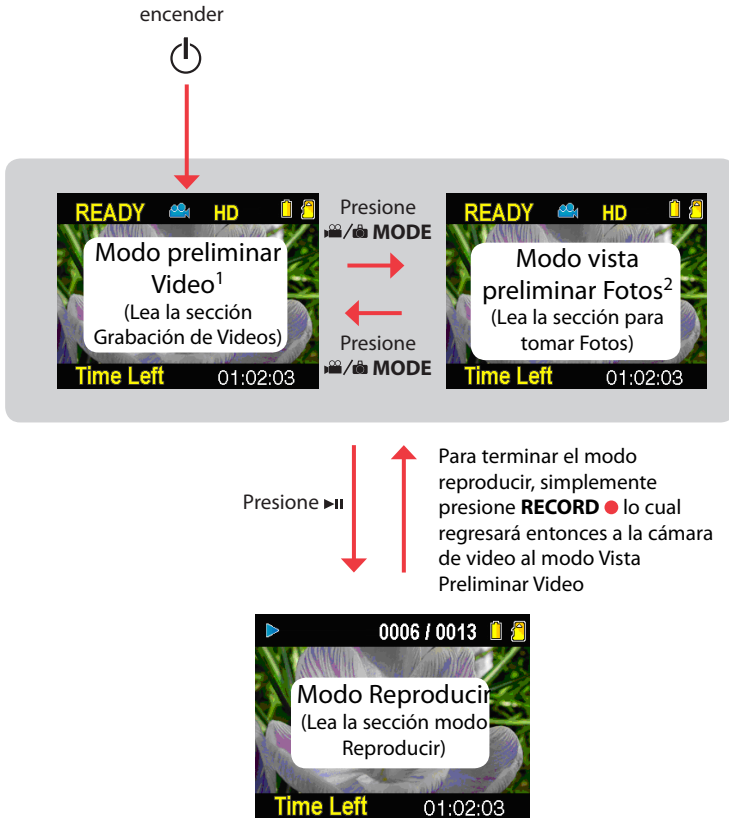 encender
READY HD
Modo preliminar
Video1
(Lea la sección
Grabación de Videos)
Time Left 01:02:03
Presione
/ MODE
Presione
/ MODE
READY HD
Modo vista
preliminar Fotos2
(Lea la sección para
tomar Fotos)
Time Left 01:02:03
Presione
Para terminar el modo
reproducir, simplemente
presione RECORD ● lo cual
regresará entonces a la cámara
de video al modo Vista
Preliminar Video
0006 / 0013
Modo Reproducir
(Lea la sección modo
Reproducir)
Time Left 01:02:03